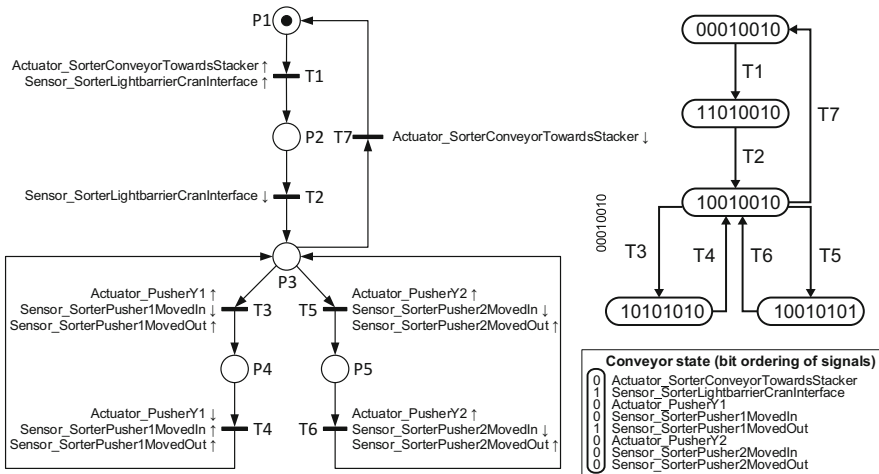 P1
Actuator_SorterConveyorTowardsStacker ↑
Sensor_SorterLightbarrierCranInterface ↑
T1
P2
T7
Actuator_SorterConveyorTowardsStacker ↓
Sensor_SorterLightbarrierCranInterface ↓
T2
P3
Actuator_PusherY1 ↑
Sensor_SorterPusher1MovedIn ↓
Sensor_SorterPusher1MovedOut ↑
T3
T5
Actuator_PusherY2 ↑
Sensor_SorterPusher2MovedIn ↓
Sensor_SorterPusher2MovedOut ↑
P4
P5
Actuator_PusherY1 ↓
Sensor_SorterPusher1MovedIn ↑
Sensor_SorterPusher1MovedOut ↑
T4
T6
Actuator_PusherY2 ↑
Sensor_SorterPusher2MovedIn ↓
Sensor_SorterPusher2MovedOut ↑
00010010
T1
11010010
T7
T2
10010010
00010010
T3
T4
T6
T5
10101010
10010101
Conveyor state (bit ordering of signals)
0 Actuator_SorterConveyorTowardsStacker
1 Sensor_SorterLightbarrierCranInterface
0 Actuator_PusherY1
0 Sensor_SorterPusher1MovedIn
1 Sensor_SorterPusher1MovedOut
0 Actuator_PusherY2
0 Sensor_SorterPusher2MovedIn
0 Sensor_SorterPusher2MovedOut